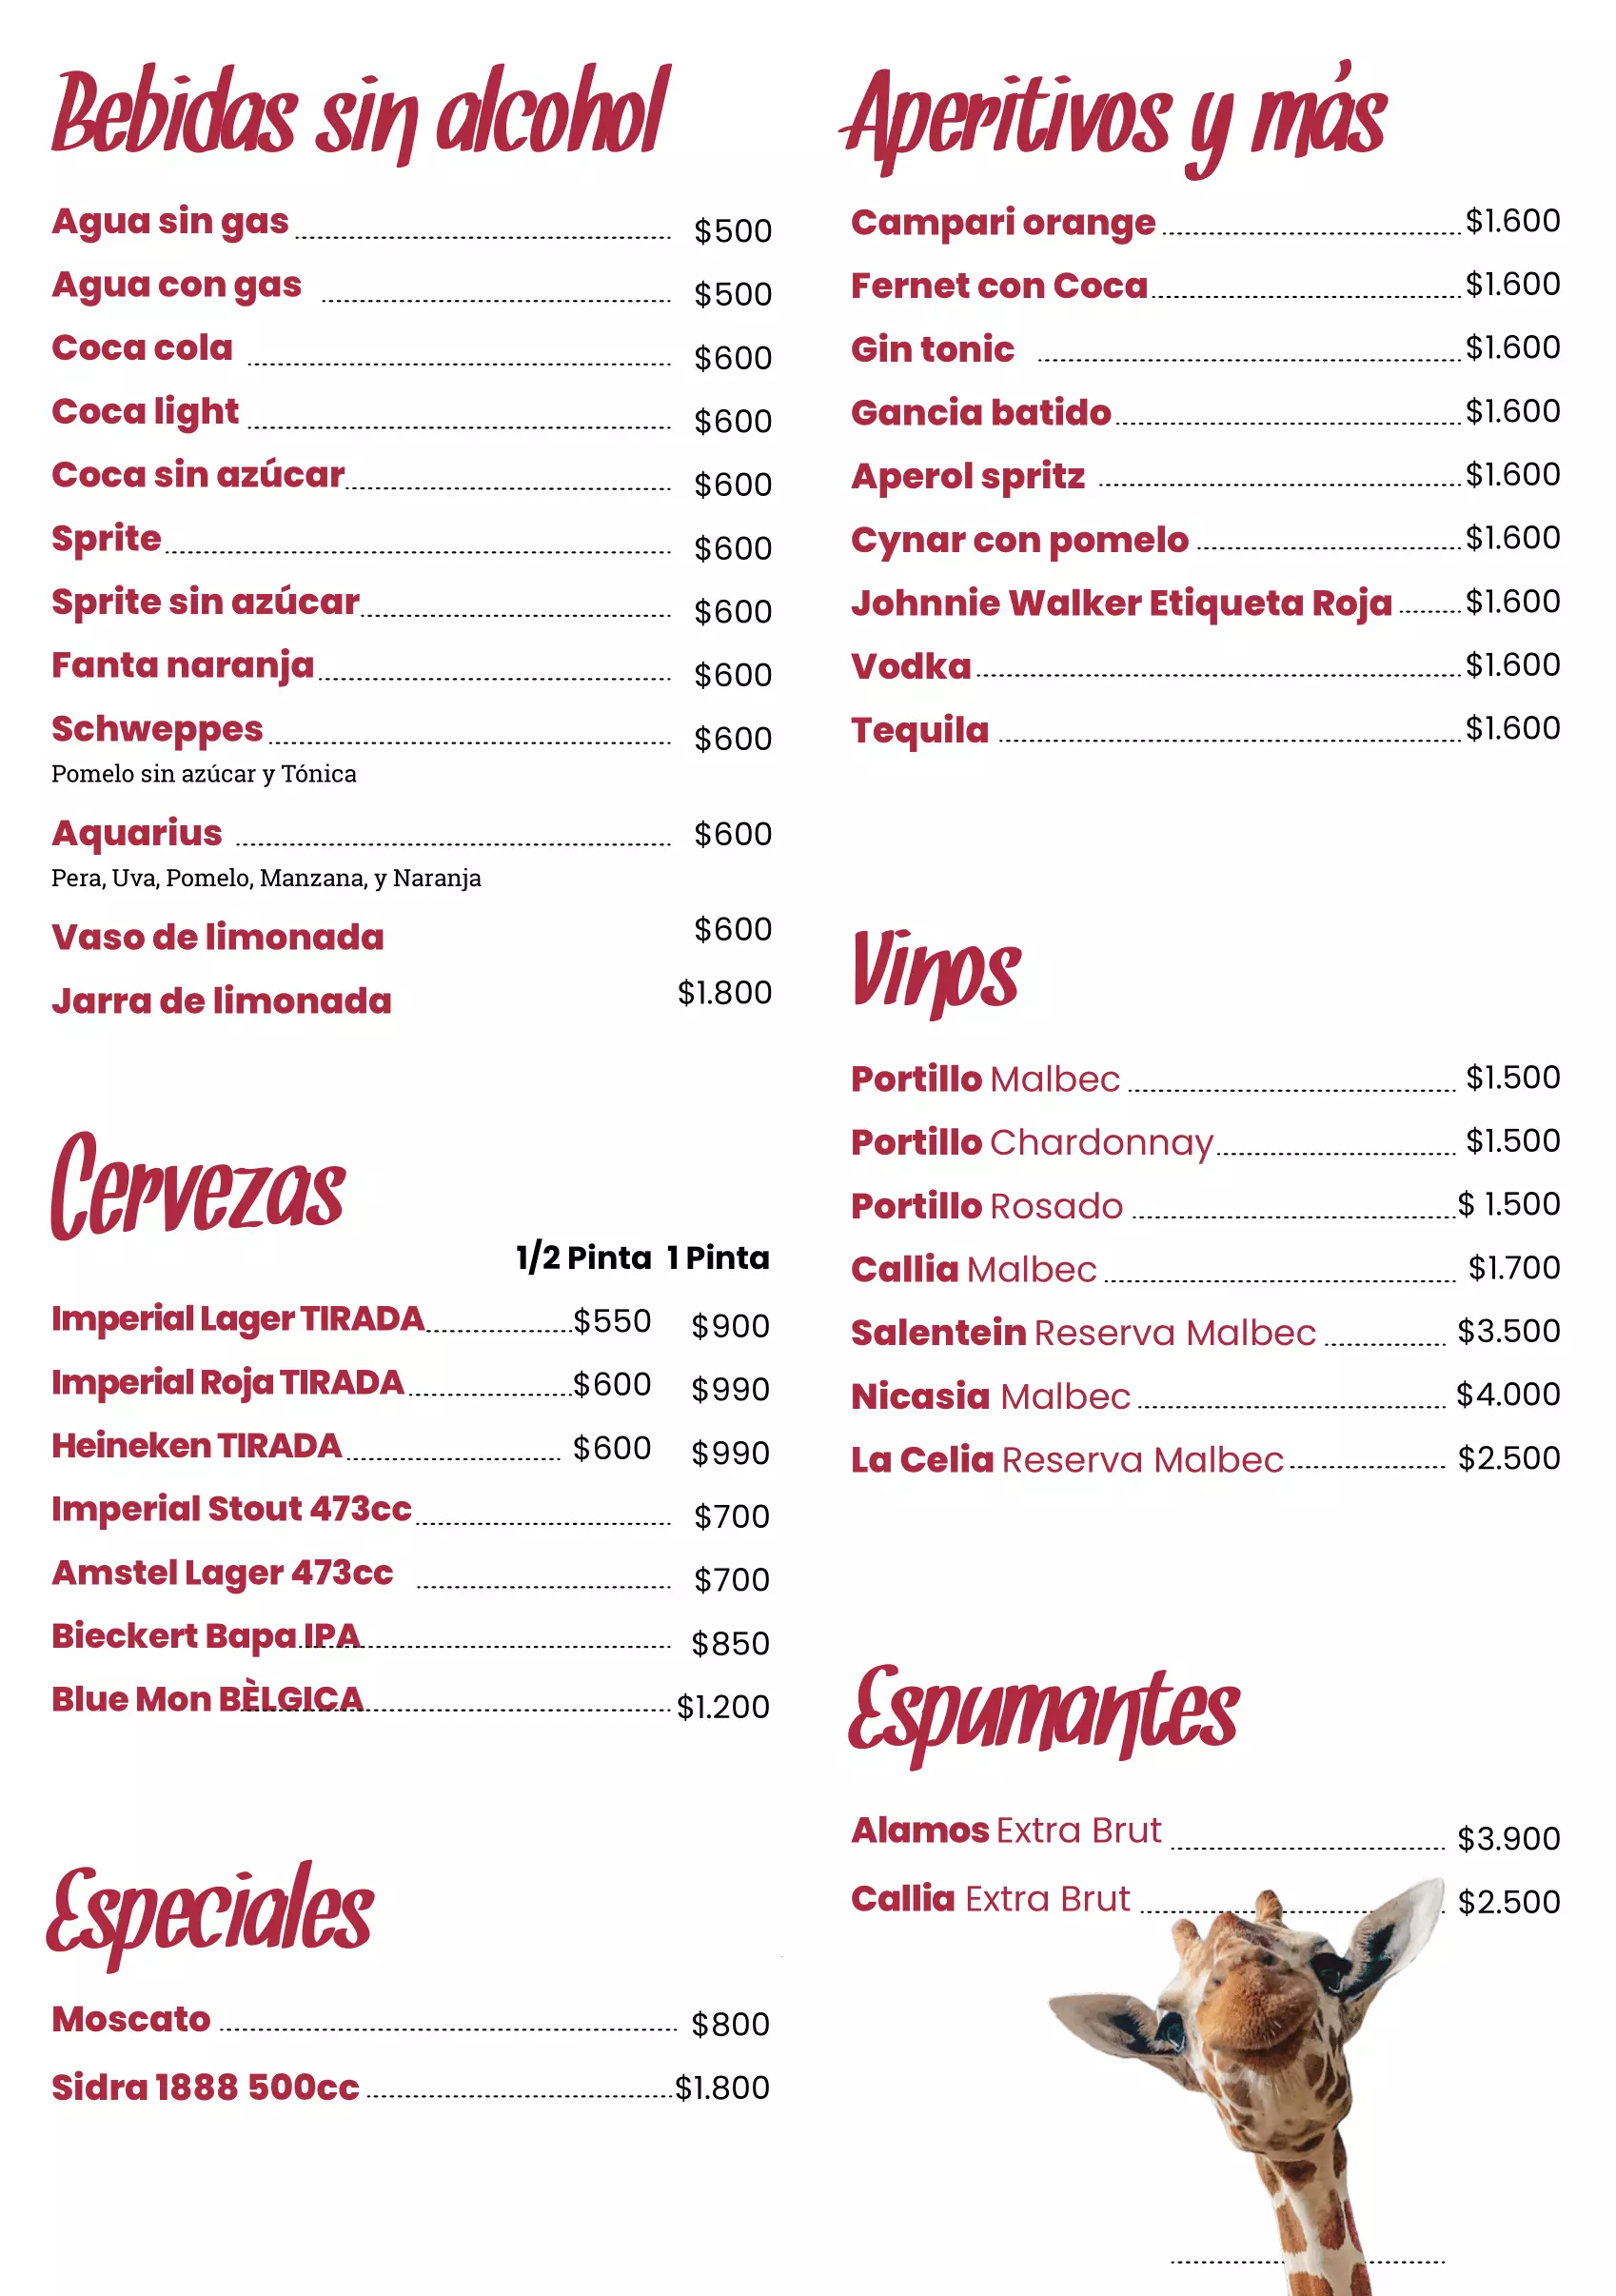 Bebidas sin alcohol
Agua sin gas $500
Agua con gas $500
Coca cola $600
Coca light $600
Coca sin azúcar $600
Sprite $600
Sprite sin azúcar $600
Fanta naranja $600
Schweppes $600
Pomelo sin azúcar y Tónica
Aquarius $600
Pera, Uva, Pomelo, Manzana, y Naranja
Vaso de limonada $600
Jarra de limonada $1.800
Cervezas
1/2 Pinta 1 Pinta
Imperial Lager TIRADA $550 $900
Imperial Roja TIRADA $600 $990
Heineken TIRADA $600 $990
Imperial Stout 473cc $700
Amstel Lager 473cc $700
Bieckert Bapa IPA $850
Blue Mon BÈLGICA $1.200
Especiales
Moscato $800
Sidra 1888 500cc $1.800
Aperitivos y más
Campari orange $1.600
Fernet con Coca $1.600
Gin tonic $1.600
Gancia batido $1.600
Aperol spritz $1.600
Cynar con pomelo $1.600
Johnnie Walker Etiqueta Roja $1.600
Vodka $1.600
Tequila $1.600
Vinos
Portillo Malbec $1.500
Portillo Chardonnay $1.500
Portillo Rosado $ 1.500
Callia Malbec $1.700
Salentein Reserva Malbec $3.500
Nicasia Malbec $4.000
La Celia Reserva Malbec $2.500
Espumantes
Alamos Extra Brut $3.900
Callia Extra Brut $2.500